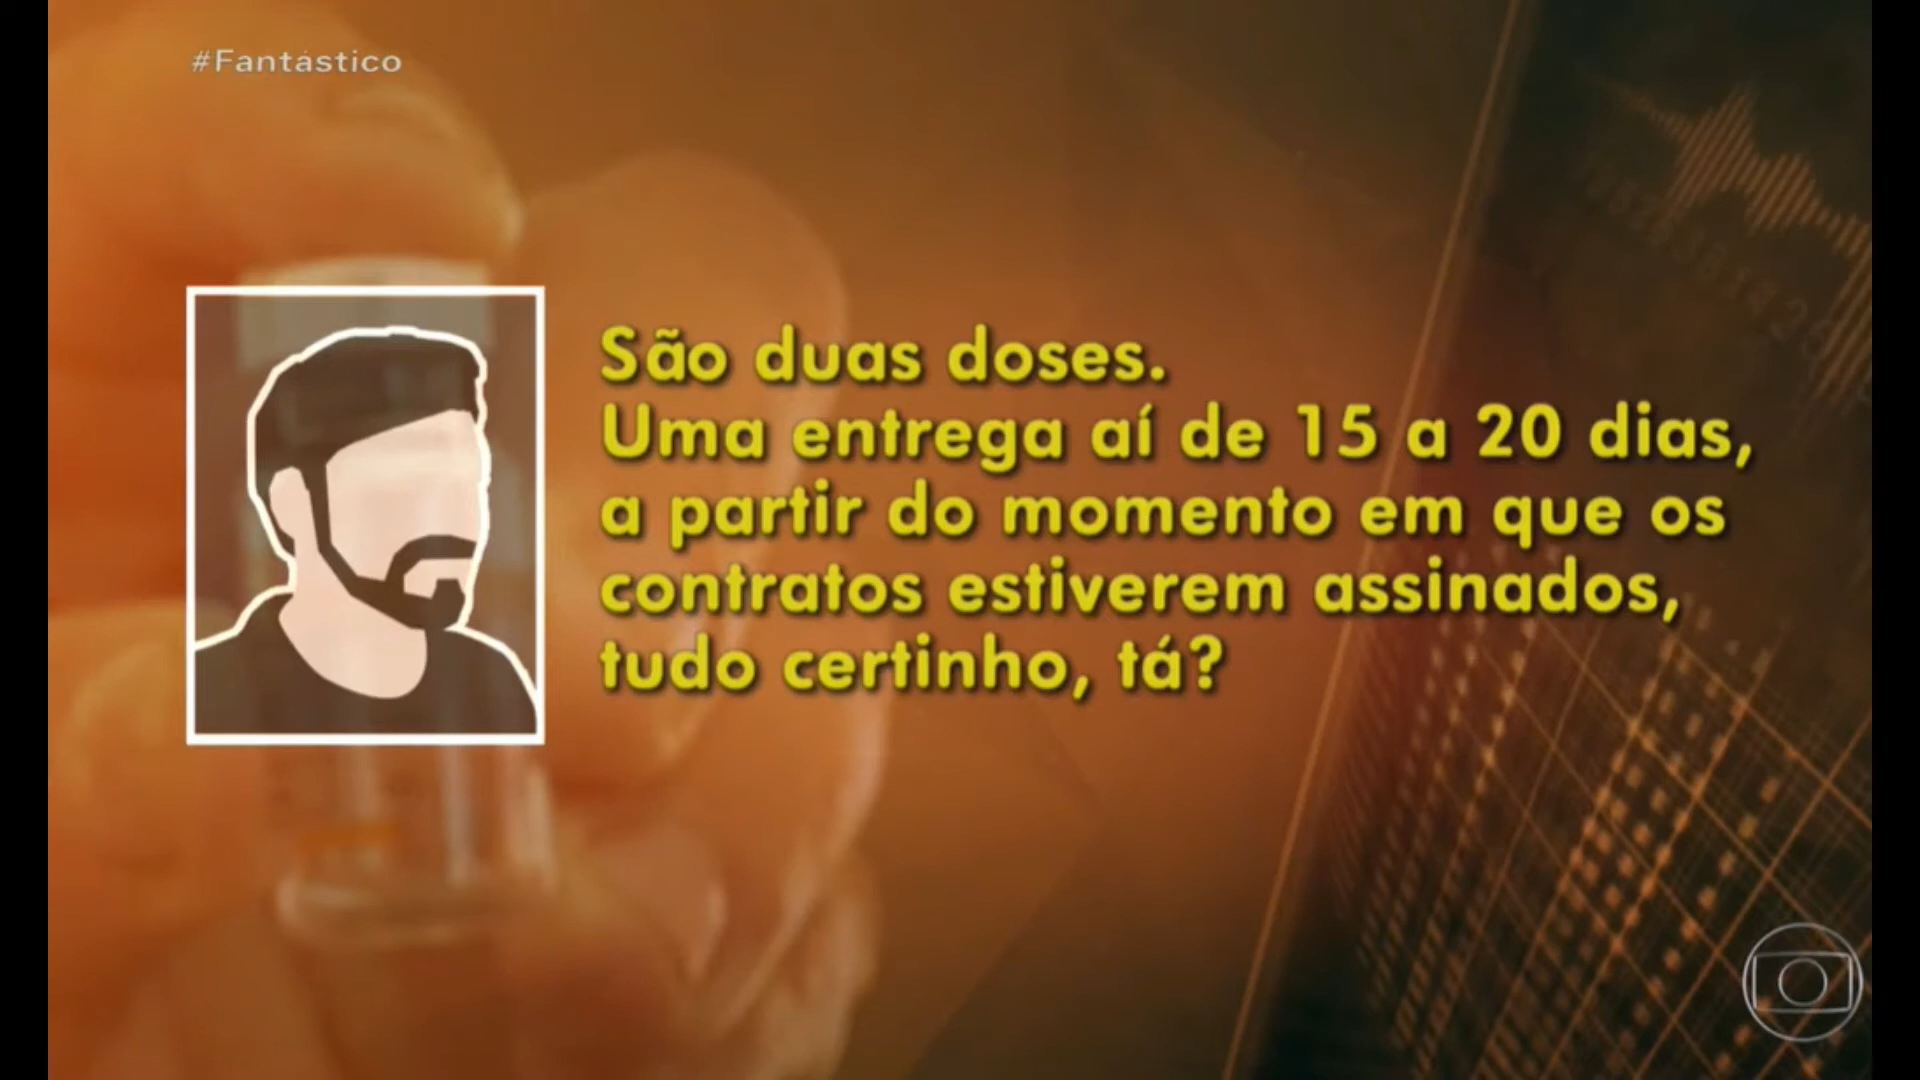 #Fantástico
São duas doses.
Uma entrega aí de 15 a 20 dias,
a partir do momento em que os
contratos estiverem assinados,
tudo certinho, tá?